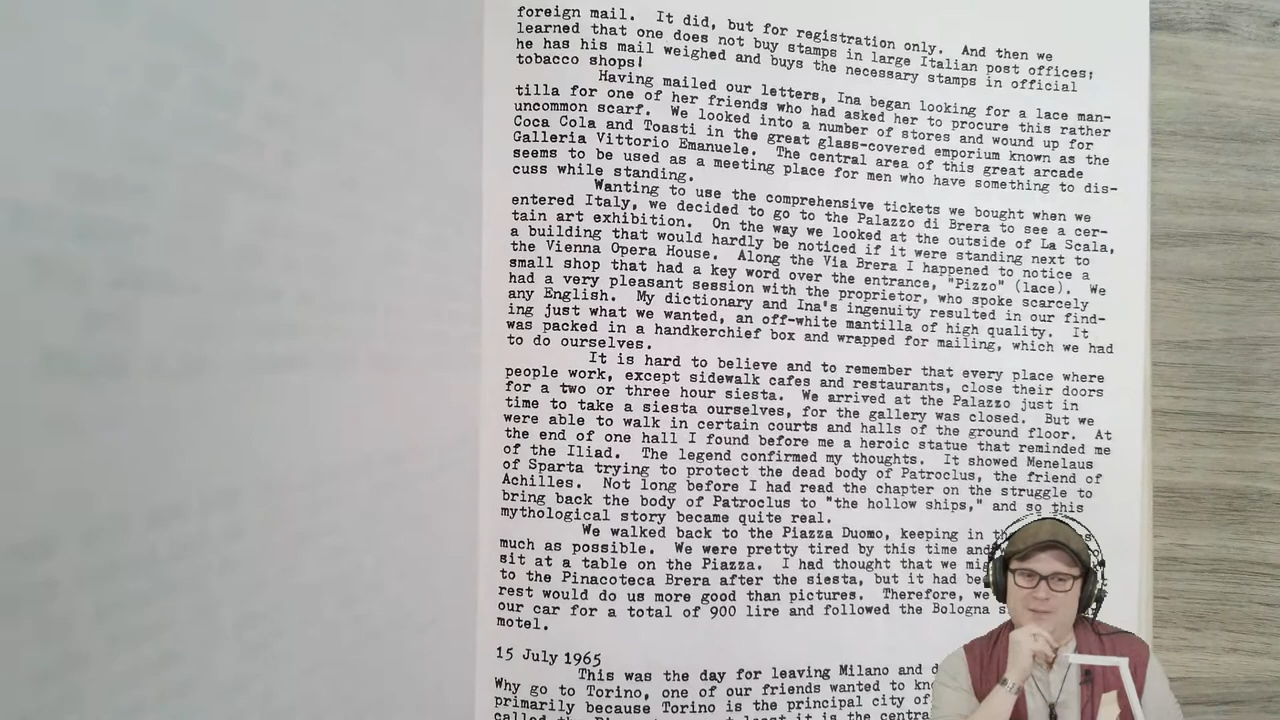 foreign mail.  It did, but for registration only.  And then we
learned that one does not buy stamps in large Italian post offices;
he has his mail weighed and buys the necessary stamps in official
tobacco shops!
Having mailed our letters, Ina began looking for a lace man-
tilla for one of her friends who had asked her to procure this rather
uncommon scarf.  We looked into a number of stores and wound up for
Coca Cola and Toasti in the great glass-covered emporium known as the
Galleria Vittorio Emanuele.  The central area of this great arcade
seems to be used as a meeting place for men who have something to dis-
cuss while standing.
Wanting to use the comprehensive tickets we bought when we
entered Italy, we decided to go to the Palazzo di Brera to see a cer-
tain art exhibition.  On the way we looked at the outside of La Scala,
a building that would hardly be noticed if it were standing next to
the Vienna Opera House.  Along the Via Brera I happened to notice a
small shop that had a key word over the entrance, "Pizzo" (lace).  We
had a very pleasant session with the proprietor, who spoke scarcely
any English.  My dictionary and Ina's ingenuity resulted in our find-
ing just what we wanted, an off-white mantilla of high quality.  It
was packed in a handkerchief box and wrapped for mailing, which we had
to do ourselves.
It is hard to believe and to remember that every place where
people work, except sidewalk cafes and restaurants, close their doors
for a two or three hour siesta.  We arrived at the Palazzo just in
time to take a siesta ourselves, for the gallery was closed.  But we
were able to walk in certain courts and halls of the ground floor.  At
the end of one hall I found before me a heroic statue that reminded me
of the Iliad.  The legend confirmed my thoughts.  It showed Menelaus
of Sparta trying to protect the dead body of Patroclus, the friend of
Achilles.  Not long before I had read the chapter on the struggle to
bring back the body of Patroclus to "the hollow ships," and so this
mythological story became quite real.
We walked back to the Piazza Duomo, keeping in
much as possible.  We were pretty tired by this time and
sit at a table on the Piazza.  I had thought that we
to the Pinacoteca Brera after the siesta, but it had
rest would do us more good than pictures.  Therefore, we
our car for a total of 900 lire and followed the Bologna
motel.
15 July 1965
This was the day for leaving Milano and
Why go to Torino, one of our friends wanted to
primarily because Torino is the principal city of
called the